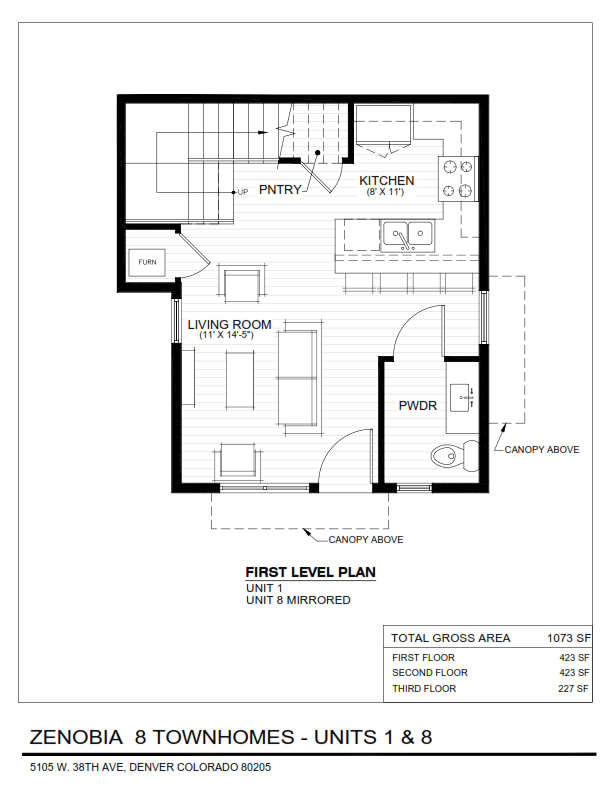 PNTRY
KITCHEN
(8' X 11')
UP
FURN
LIVING ROOM
(11' X 14'-5")
PWDR
CANOPY ABOVE
CANOPY ABOVE
FIRST LEVEL PLAN
UNIT 1
UNIT 8 MIRRORED
TOTAL GROSS AREA 1073 SF
FIRST FLOOR 423 SF
SECOND FLOOR 423 SF
THIRD FLOOR 227 SF
ZENOBIA 8 TOWNHOMES - UNITS 1 & 8
5105 W. 38TH AVE, DENVER COLORADO 80205